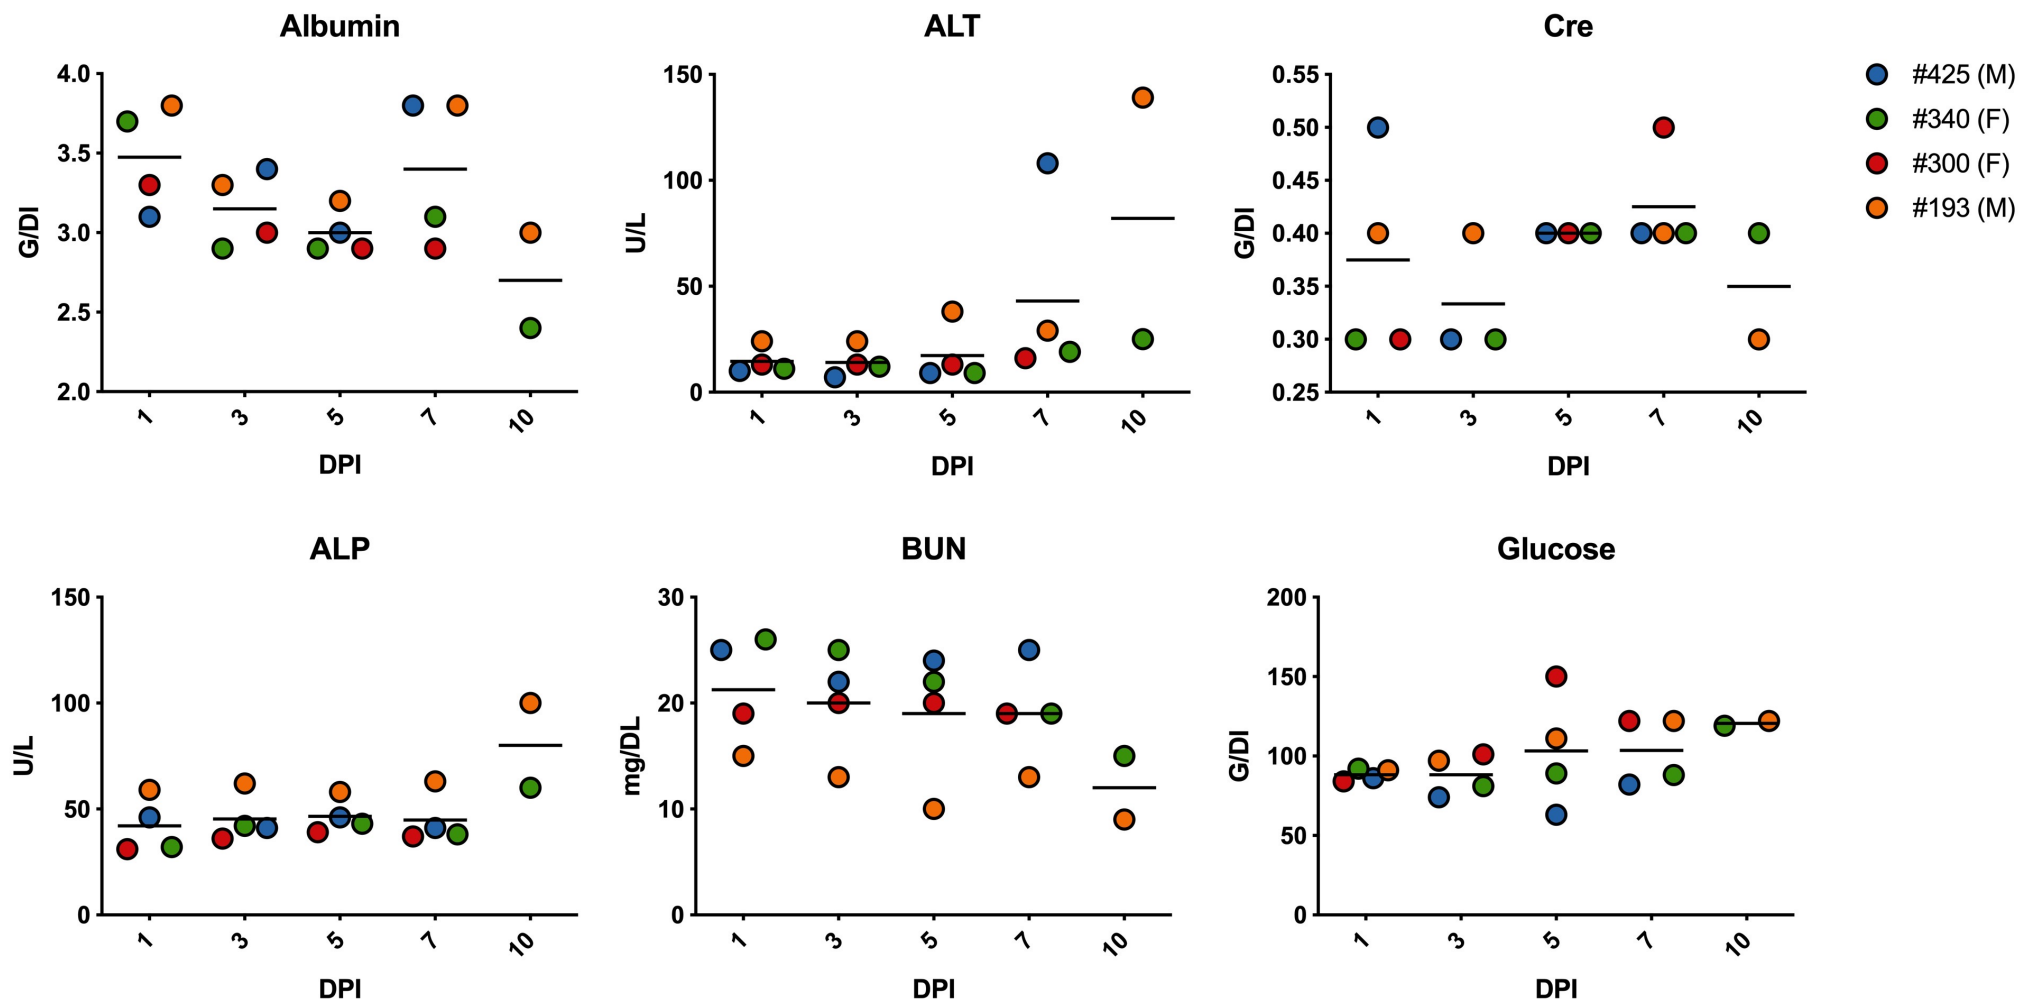 Albumin
4.0
3.5
3.0
2.5
2.0
G/Dl
1 3 5 7 10
DPI
ALT
150
100
50
0
U/L
1 3 5 7 10
DPI
Cre
0.55
0.50
0.45
0.40
0.35
0.30
0.25
G/Dl
1 3 5 7 10
DPI
#425 (M)
#340 (F)
#300 (F)
#193 (M)
ALP
150
100
50
0
U/L
1 3 5 7 10
DPI
BUN
30
20
10
0
mg/DL
1 3 5 7 10
DPI
Glucose
200
150
100
50
0
G/Dl
1 3 5 7 10
DPI